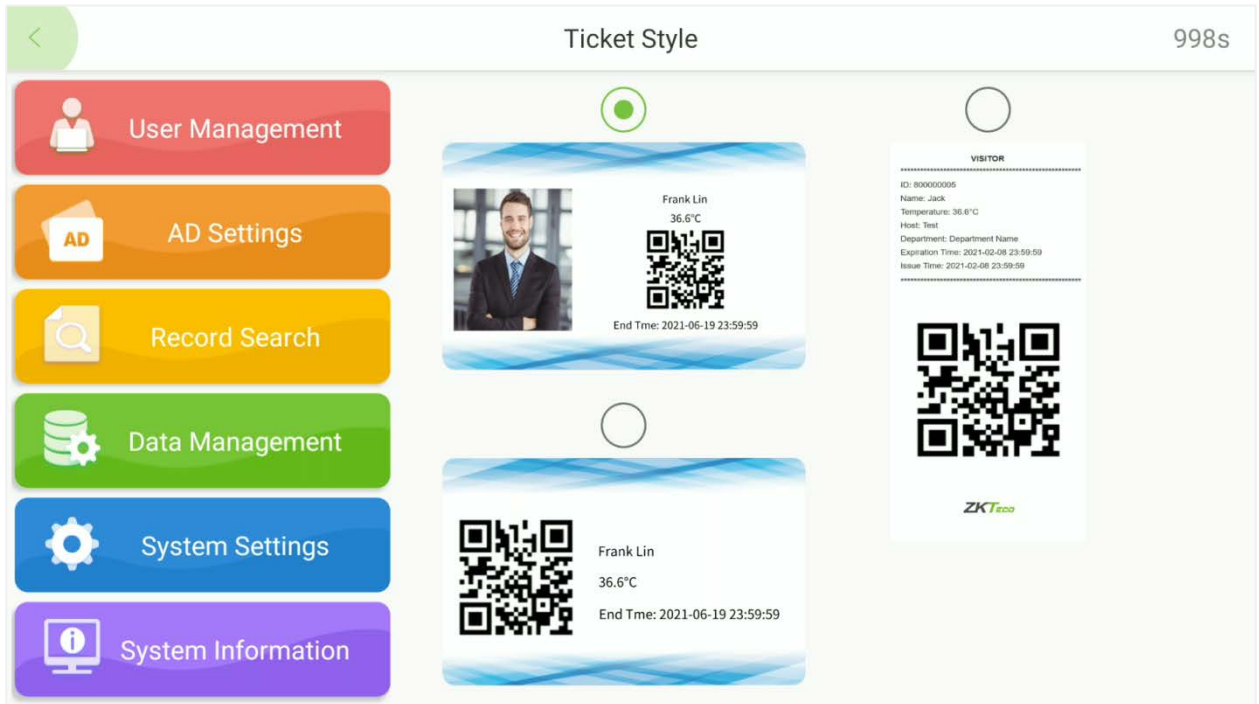 Ticket Style
998s
User Management
AD
AD Settings
Record Search
Data Management
System Settings
System Information
Frank Lin
36.6°C
End Tme: 2021-06-19 23:59:59
Frank Lin
36.6°C
End Tme: 2021-06-19 23:59:59
VISITOR
ID: 800000005
Name: Jack
Temperature: 36.6°C
Host: Test
Department: Department Name
Expiration Time: 2021-02-08 23:59:59
Issue Time: 2021-02-08 23:59:59
ZKTeco